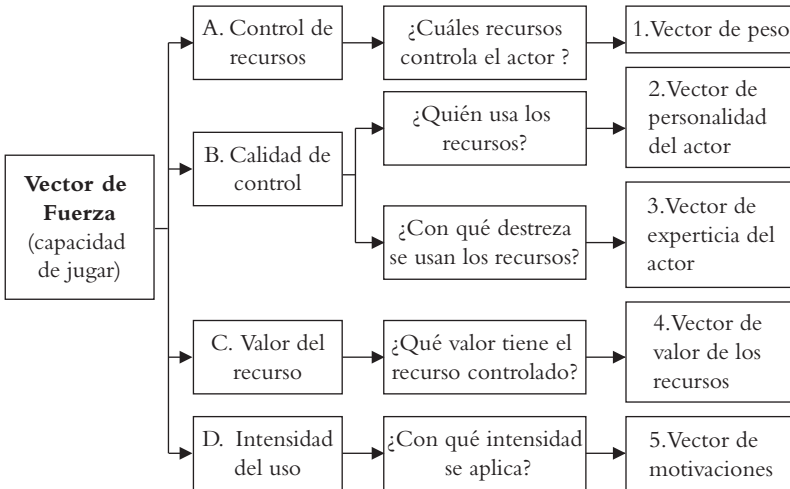 A. Control de
recursos
¿Cuáles recursos
controla el actor ?
1.Vector de peso
Vector de
Fuerza
(capacidad
de jugar)
B. Calidad de
control
¿Quién usa los
recursos?
2.Vector de
personalidad
del actor
¿Con qué destreza
se usan los recursos?
3.Vector de
experticia del
actor
C. Valor del
recurso
¿Qué valor tiene el
recurso controlado?
4.Vector de
valor de los
recursos
D. Intensidad
del uso
¿Con qué intensidad
se aplica?
5.Vector de
motivaciones